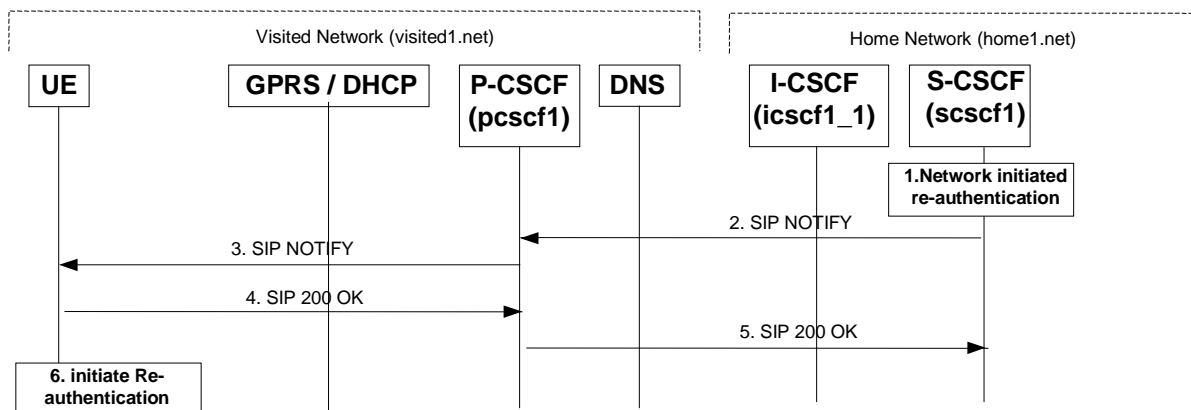 Visited Network (visited1.net)
Home Network (home1.net)
UE
GPRS / DHCP
P-CSCF
(pcscf1)
DNS
I-CSCF
(icscf1_1)
S-CSCF
(scscf1)
1.Network initiated
re-authentication
2. SIP NOTIFY
3. SIP NOTIFY
4. SIP 200 OK
5. SIP 200 OK
6. initiate Re-
authentication